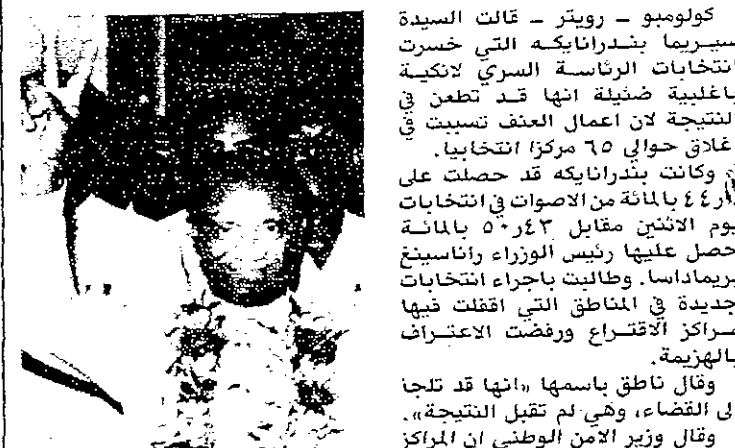 كولومبو - رويتر - قالت السيدة
سيريما بندرانايكه التي خسرت
انتخابات الرئاسة السري لانكية
باغلبية ضئيلة انها قد تطعن في
النتيجة لان اعمال العنف تسببت في
اغلاق حوالي ٦٥ مركزا انتخابيا.
وكانت بندرانايكه قد حصلت على
٤٤ بالمائة من الاصوات في انتخابات
يوم الاثنين مقابل ٤٣ر٥٠ بالمائة
حصل عليها رئيس الوزراء راناسينغ
بريماداسا. وطالبت باجراء انتخابات
جديدة في المناطق التي اقفلت فيها
مراكز الاقتراع ورفضت الاعتراف
بالهزيمة.
وقال ناطق باسمها «انها قد تلجأ
الى القضاء، وهي لم تقبل النتيجة».
وقال وزير الامن الوطني ان المراكز